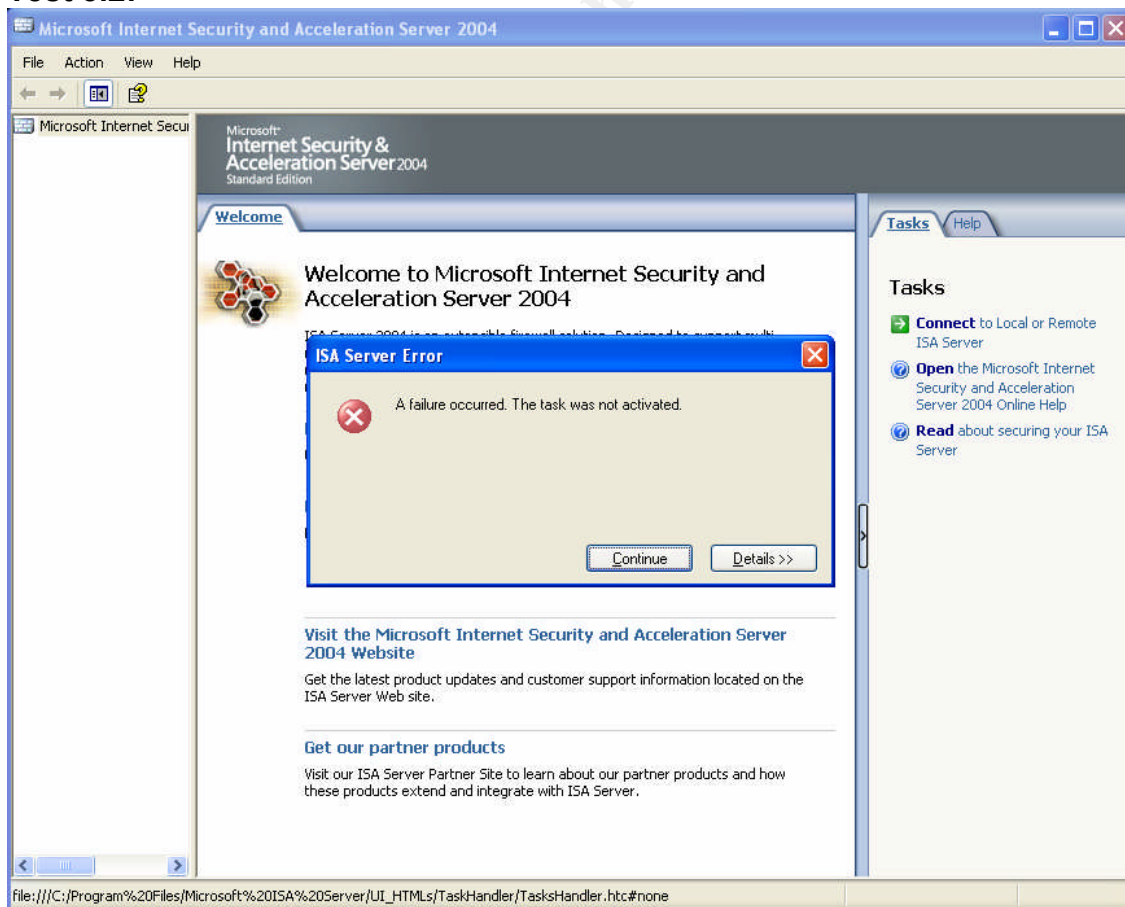 Microsoft Internet Security and Acceleration Server 2004
File Action View Help
Microsoft Internet Secu
Microsoft
Internet Security &
Acceleration Server 2004
Standard Edition
Welcome
Tasks
Help
Welcome to Microsoft Internet Security and
Acceleration Server 2004
ISA Server Error
A failure occurred. The task was not activated.
Continue
Details >>
Visit the Microsoft Internet Security and Acceleration Server
2004 Website
Get the latest product updates and customer support information located on the
ISA Server Web site.
Get our partner products
Visit our ISA Server Partner Site to learn about our partner products and how
these products extend and integrate with ISA Server.
Tasks
Connect to Local or Remote
ISA Server
Open the Microsoft Internet
Security and Acceleration
Server 2004 Online Help
Read about securing your ISA
Server
file:///C:/Program%20Files/Microsoft%20ISA%20Server/UI_HTMLs/TaskHandler/TasksHandler.htc#none